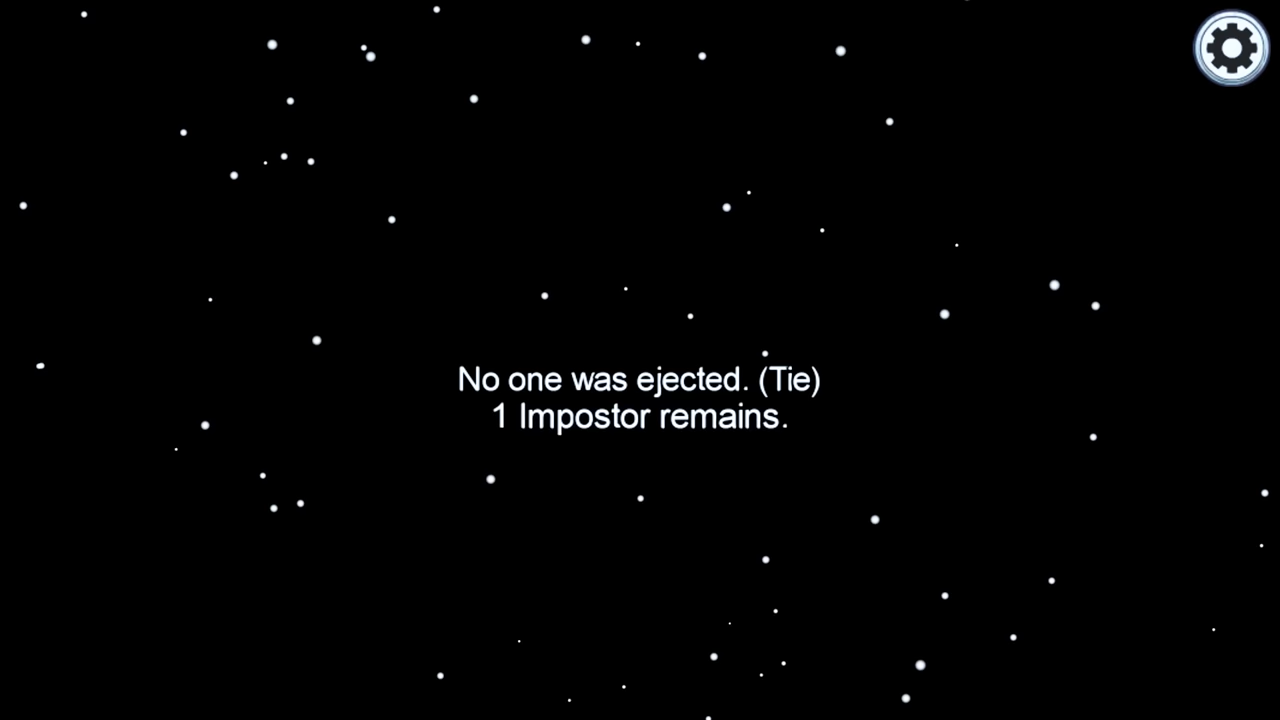 No one was ejected. (Tie)
1 Impostor remains.